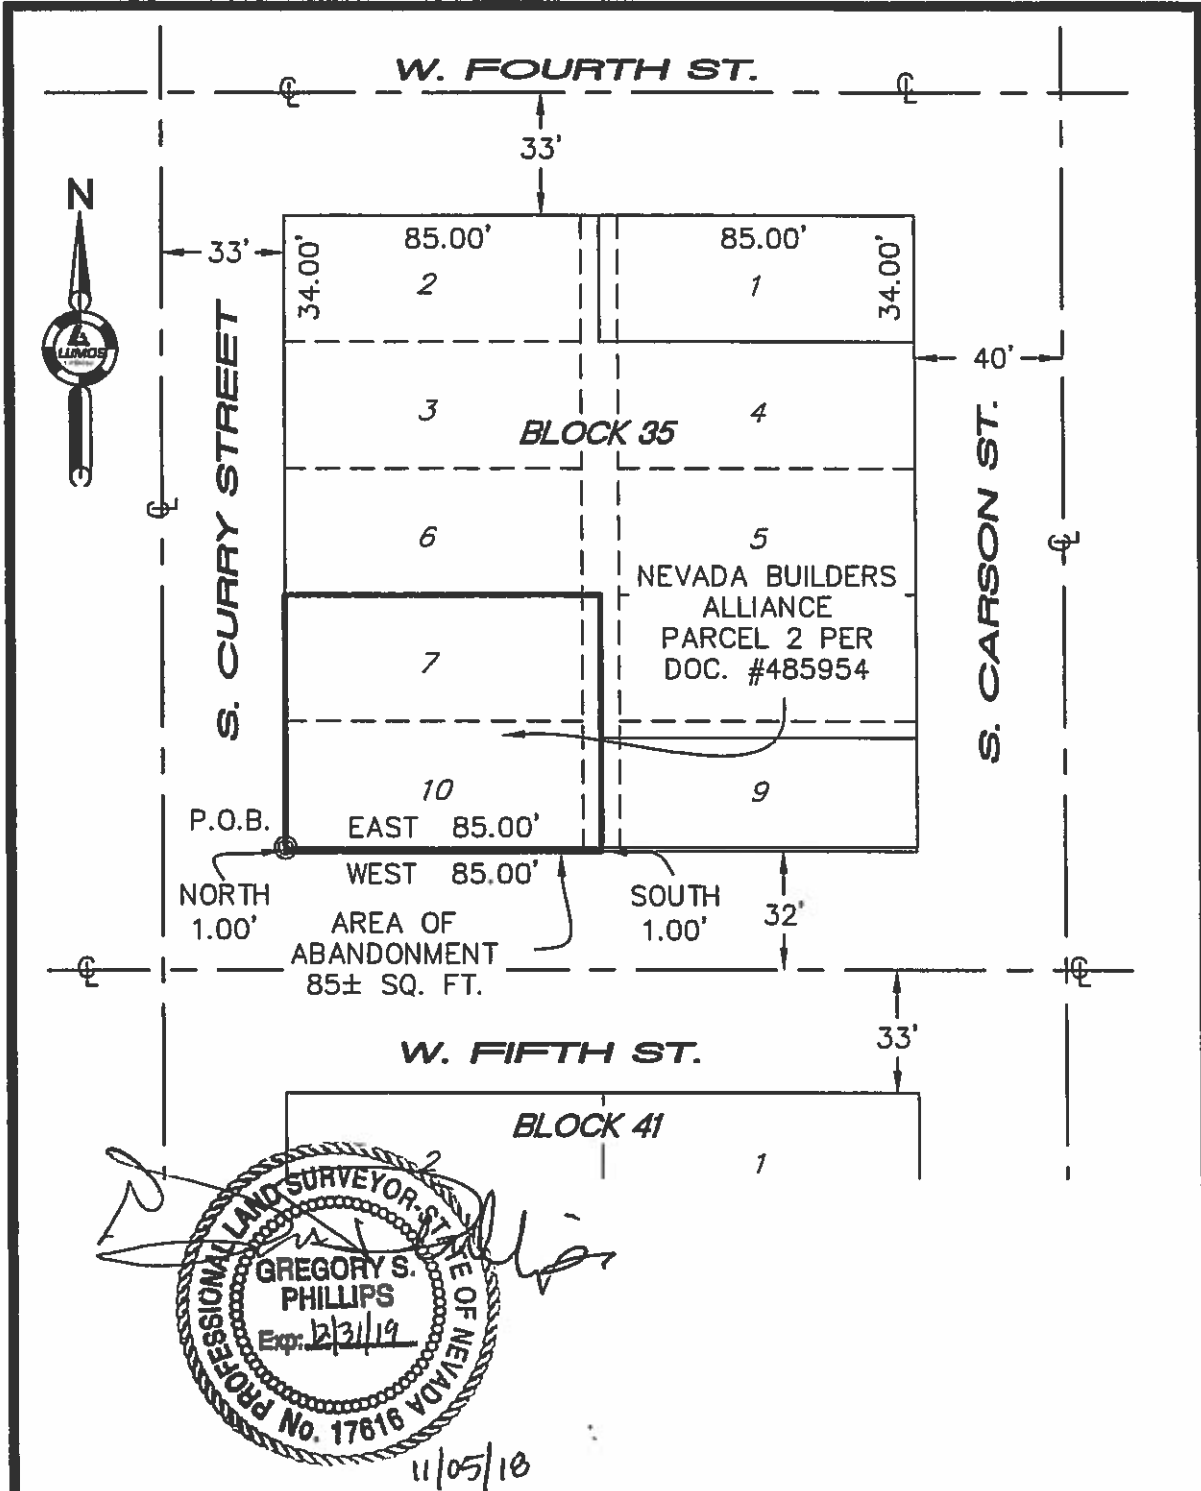 W. FOURTH ST.
33'
N
33'
34.00'
85.00'
85.00'
34.00'
2
1
LUMOS
40'
S. CURRY STREET
3
4
BLOCK 35
S. CARSON ST.
6
5
NEVADA BUILDERS
ALLIANCE
PARCEL 2 PER
DOC. #485954
7
10
9
P.O.B.
EAST 85.00'
WEST 85.00'
NORTH
1.00'
SOUTH
1.00'
32'
AREA OF
ABANDONMENT
85± SQ. FT.
33'
W. FIFTH ST.
BLOCK 41
2
1
PROFESSIONAL LAND SURVEYOR-STATE OF NEVADA
GREGORY S.
PHILLIPS
Exp: 12/31/19
No. 17616
11/05/18